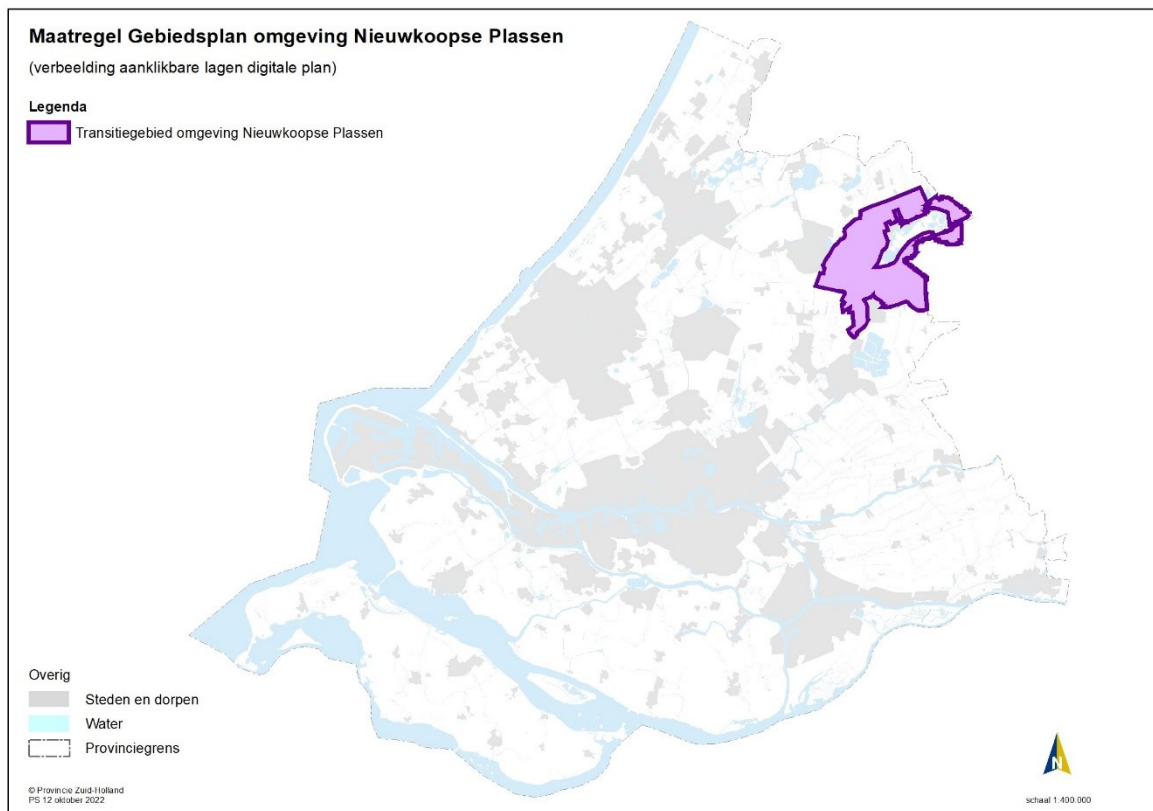 Maatregel Gebiedsplan omgeving Nieuwkoopse Plassen
(verbeelding aanklikbare lagen digitale plan)
Legenda
Transitiegebied omgeving Nieuwkoopse Plassen
Overig
Steden en dorpen
Water
Provinciegrens
© Provincie Zuid-Holland
PS 12 oktober 2022
N
schaal 1:400.000